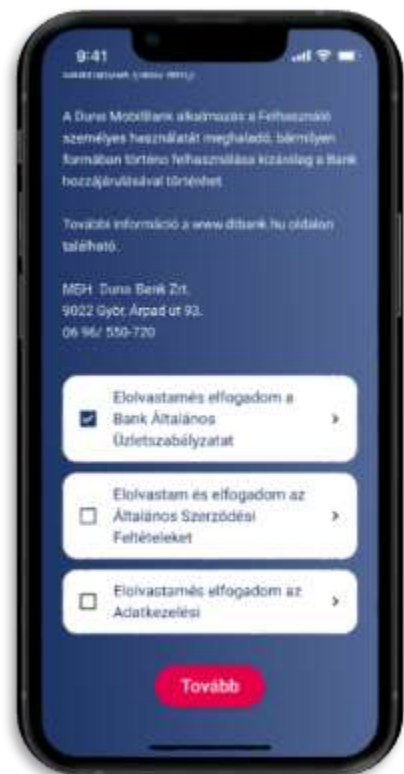 9:41
A Duna MobilBank alkalmazás a Felhasználó
személyes használatát meghaladó, bármilyen
formában történo felhasználása kizárólag a Bank
hozzájárulásával történhet.
További információ a www.dbank.hu oldalon
található.
MBH Duna Bank Zrt.
9022 Győr, Árpád út 93.
06 96/ 550-720
Elolvastamés elfogadom a
Bank Általános
Üzletszabályzatat
Elolvastam és elfogadom az
Általános Szerződési
Feltételeket
Elolvastamés elfogadom az
Adatkezelési
Tovább